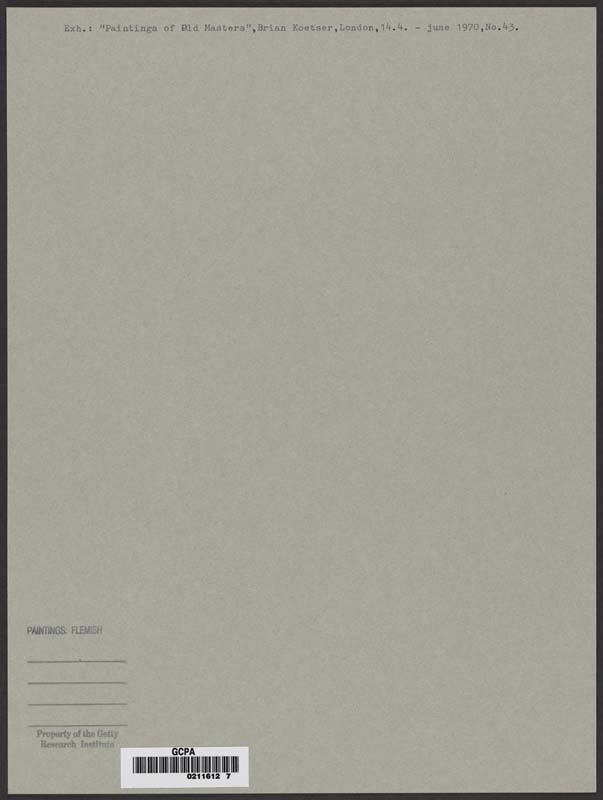 Exh.: "Paintings of Old Masters",Brian Koetser,London,14.4. - june 1970,No.43.
PAINTINGS: FLEMISH
Property of the Getty
Research Institute
GCPA
0211612 7